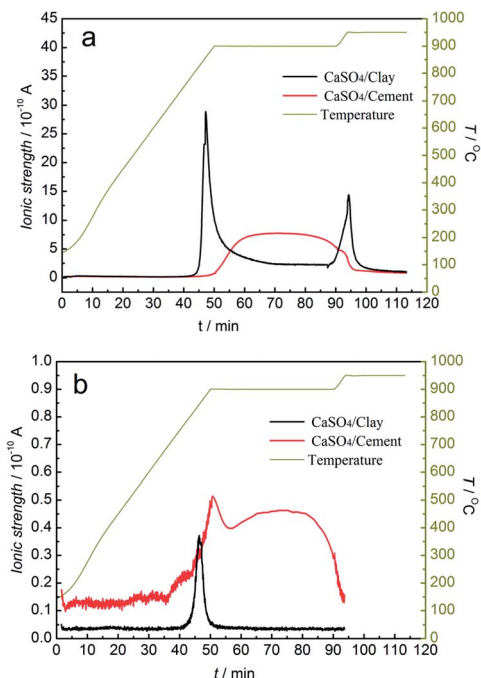 a
45
40
35
30
25
20
15
10
5
0
Ionic strength / 10⁻¹⁰ A
1000
900
800
700
600
500
400
300
200
100
0
T / °C
CaSO₄/Clay
CaSO₄/Cement
Temperature
0 10 20 30 40 50 60 70 80 90 100 110 120
t / min
b
1.0
0.9
0.8
0.7
0.6
0.5
0.4
0.3
0.2
0.1
0.0
Ionic strength / 10⁻¹⁰ A
1000
900
800
700
600
500
400
300
200
100
0
T / °C
CaSO₄/Clay
CaSO₄/Cement
Temperature
0 10 20 30 40 50 60 70 80 90 100 110 120
t / min